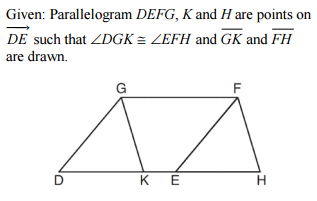 Given: Parallelogram DEFG, K and H are points on
DE such that ∠DGK ≅ ∠EFH and GK and FH
are drawn.
G F
D K E H